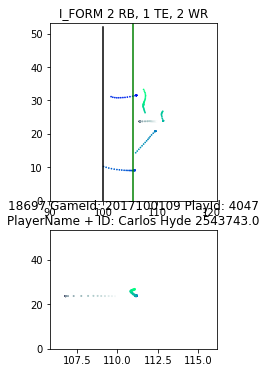 I_FORM 2 RB, 1 TE, 2 WR
50
40
30
20
10
0
90 100 110 120
18697 GameId: 2017100109 PlayId: 4047
PlayerName + ID: Carlos Hyde 2543743.0
40
20
0
107.5 110.0 112.5 115.0